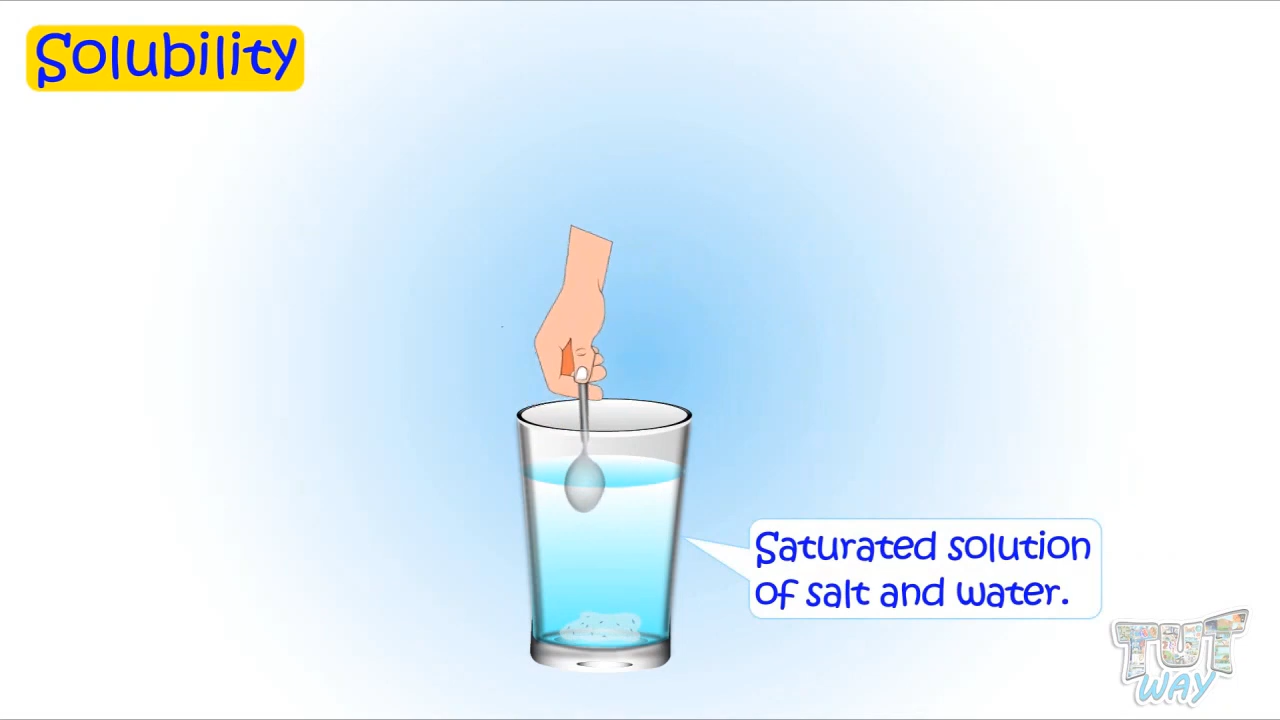 Solubility
Saturated solution
of salt and water.
TUT
WAY